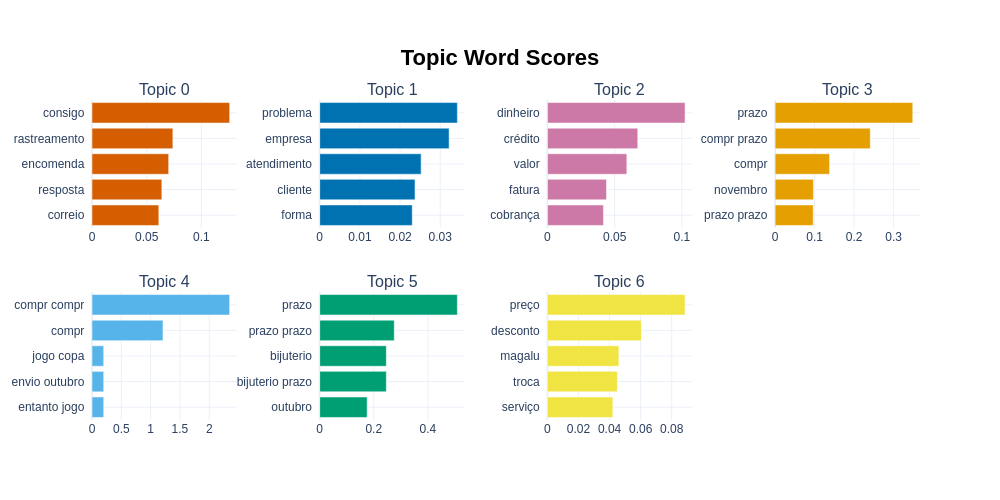 Topic Word Scores
Topic 0
consigo
rastreamento
encomenda
resposta
correio
0 0.05 0.1
Topic 1
problema
empresa
atendimento
cliente
forma
0 0.01 0.02 0.03
Topic 2
dinheiro
crédito
valor
fatura
cobrança
0 0.05 0.1
Topic 3
prazo
compr prazo
compr
novembro
prazo prazo
0 0.1 0.2 0.3
Topic 4
compr compr
compr
jogo copa
envio outubro
entanto jogo
0 0.5 1 1.5 2
Topic 5
prazo
prazo prazo
bijuterio
bijuterio prazo
outubro
0 0.2 0.4
Topic 6
preço
desconto
magalu
troca
serviço
0 0.02 0.04 0.06 0.08